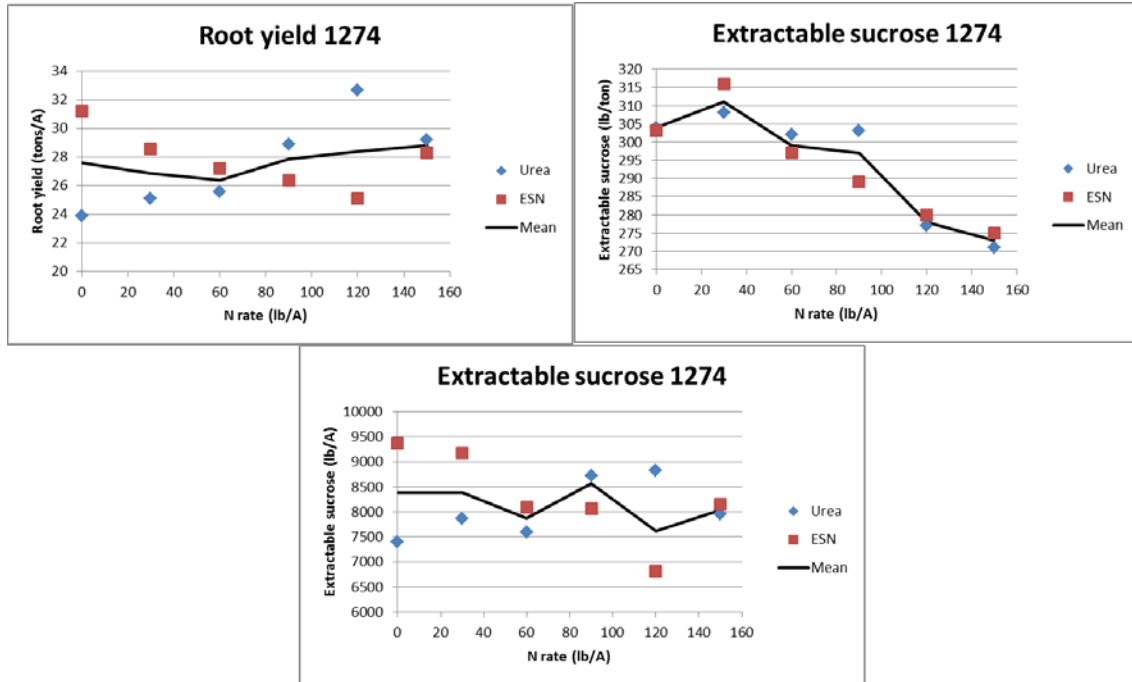 Root yield 1274
Root yield (tons/A)
34
32
30
28
26
24
22
20
0 20 40 60 80 100 120 140 160
N rate (lb/A)
Urea
ESN
Mean
Extractable sucrose 1274
Extractable sucrose (lb/ton)
320
315
310
305
300
295
290
285
280
275
270
265
0 20 40 60 80 100 120 140 160
N rate (lb/A)
Urea
ESN
Mean
Extractable sucrose 1274
Extractable sucrose (lb/A)
10000
9500
9000
8500
8000
7500
7000
6500
6000
0 20 40 60 80 100 120 140 160
N rate (lb/A)
Urea
ESN
Mean